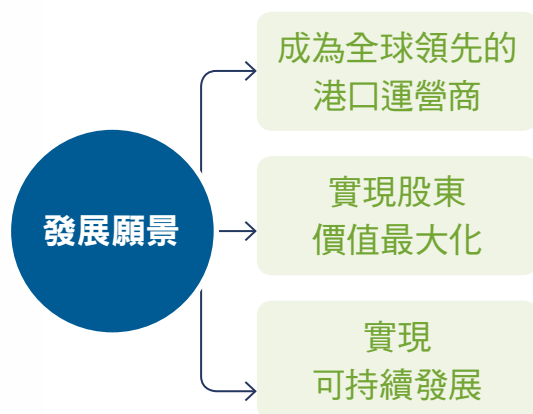 成為全球領先的
港口運營商
發展願景
實現股東
價值最大化
實現
可持續發展